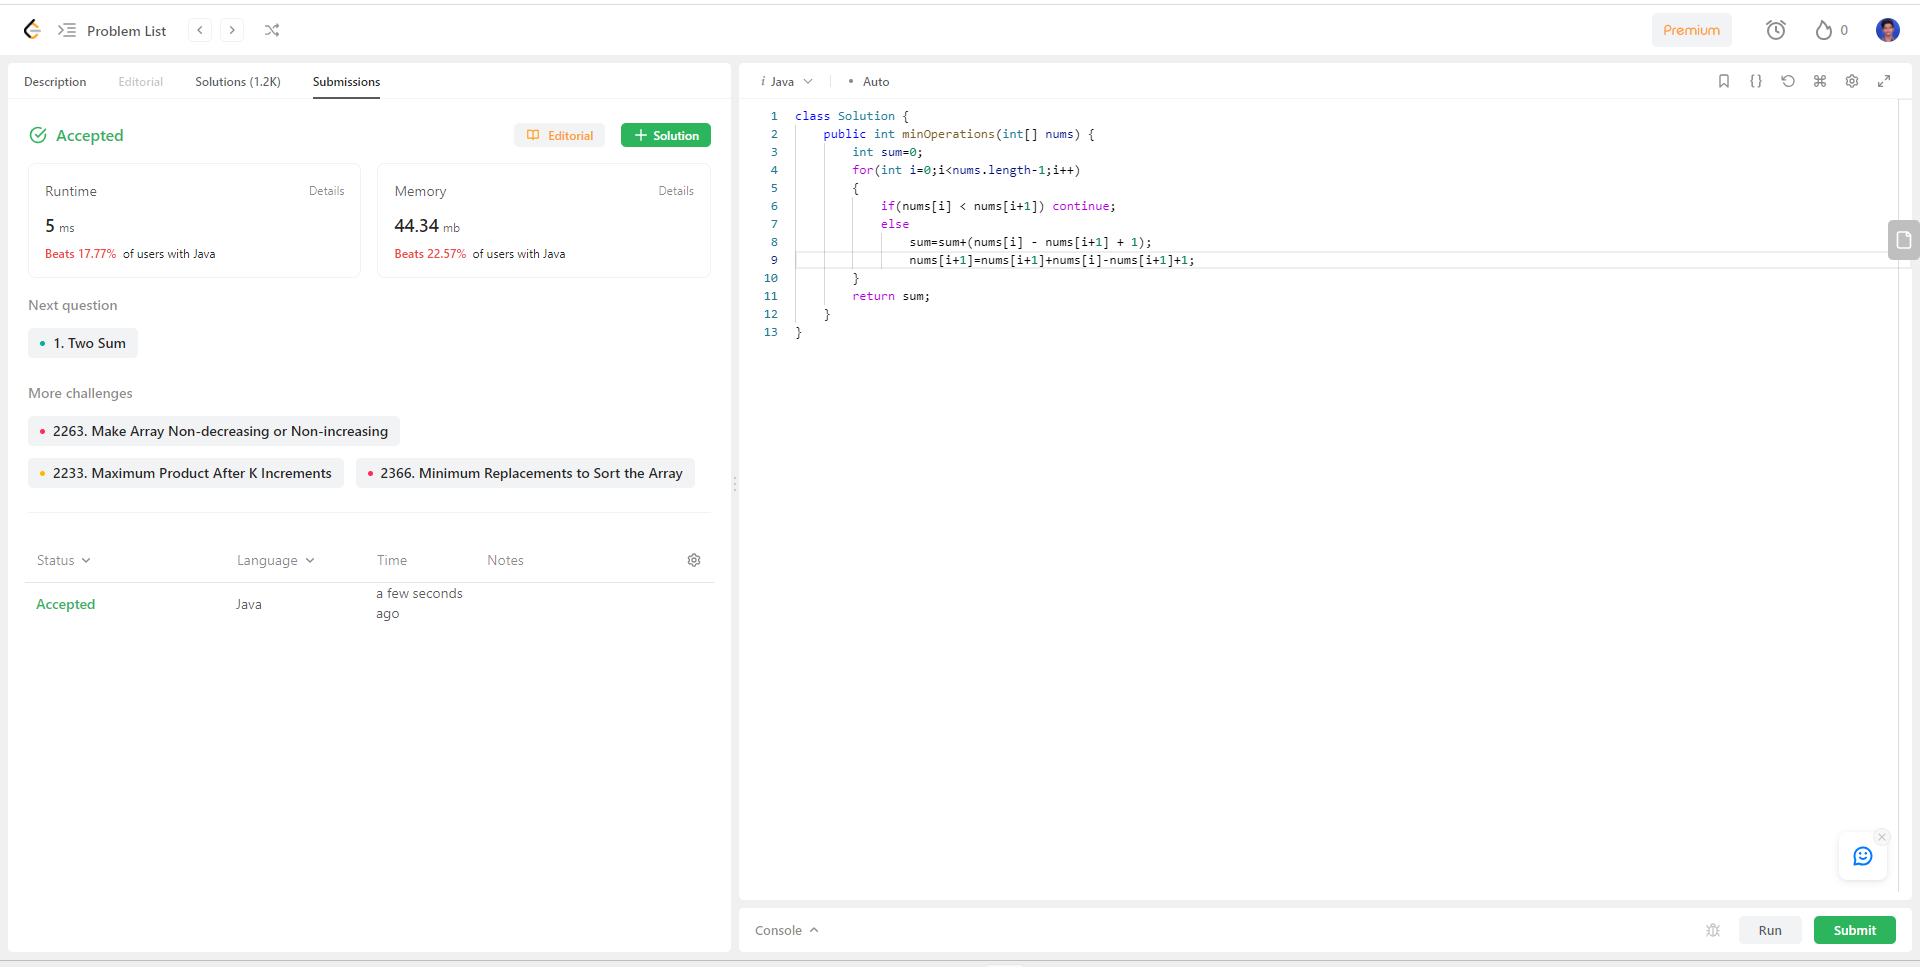 Problem List
Premium
0
Description Editorial Solutions (1.2K) Submissions
Accepted
Editorial
Solution
Runtime Details
5 ms
Beats 17.77% of users with Java
Memory Details
44.34 mb
Beats 22.57% of users with Java
Next question
1. Two Sum
More challenges
2263. Make Array Non-decreasing or Non-increasing
2233. Maximum Product After K Increments
2366. Minimum Replacements to Sort the Array
Status Language Time Notes
Accepted Java a few seconds
ago
i Java • Auto
1 class Solution {
2 public int minOperations(int[] nums) {
3 int sum=0;
4 for(int i=0;i<nums.length-1;i++)
5 {
6 if(nums[i] < nums[i+1]) continue;
7 else
8 sum=sum+(nums[i] - nums[i+1] + 1);
9 nums[i+1]=nums[i+1]+nums[i]-nums[i+1]+1;
10 }
11 return sum;
12 }
13 }
Console
Run
Submit